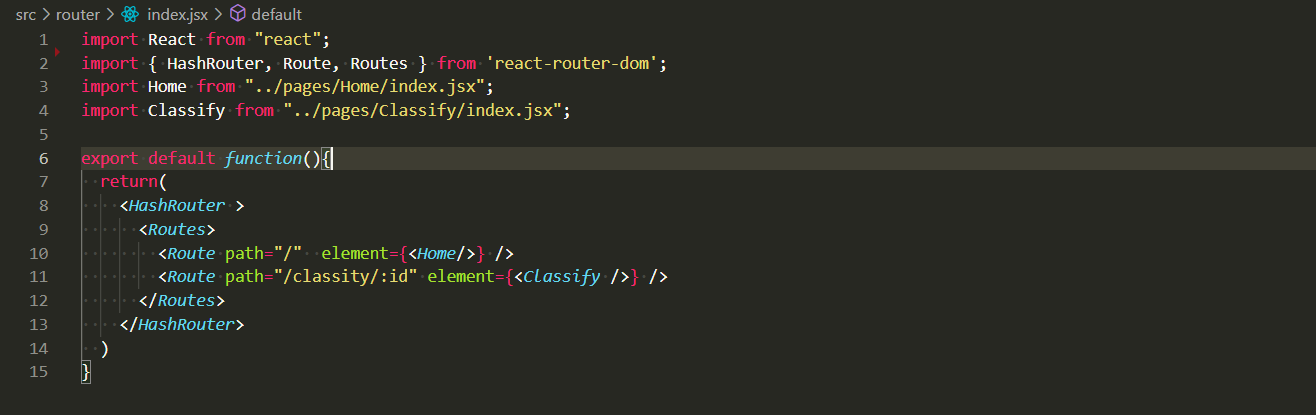 src > router > index.jsx > default
1 import React from "react";
2 import { HashRouter, Route, Routes } from 'react-router-dom';
3 import Home from "../pages/Home/index.jsx";
4 import Classify from "../pages/Classify/index.jsx";
5
6 export default function(){
7   return(
8     <HashRouter >
9       <Routes>
10         <Route path="/"  element={<Home/>} />
11         <Route path="/classity/:id" element={<Classify />} />
12       </Routes>
13     </HashRouter>
14   )
15 }